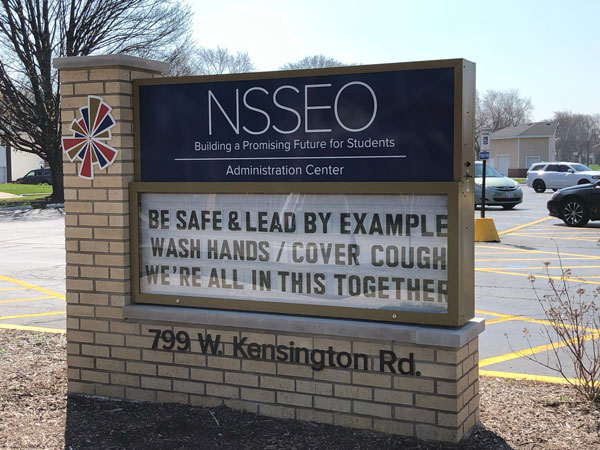 NSSEO
Building a Promising Future for Students
Administration Center
BE SAFE & LEAD BY EXAMPLE
WASH HANDS / COVER COUGH
WE'RE ALL IN THIS TOGETHER
799 W. Kensington Rd.